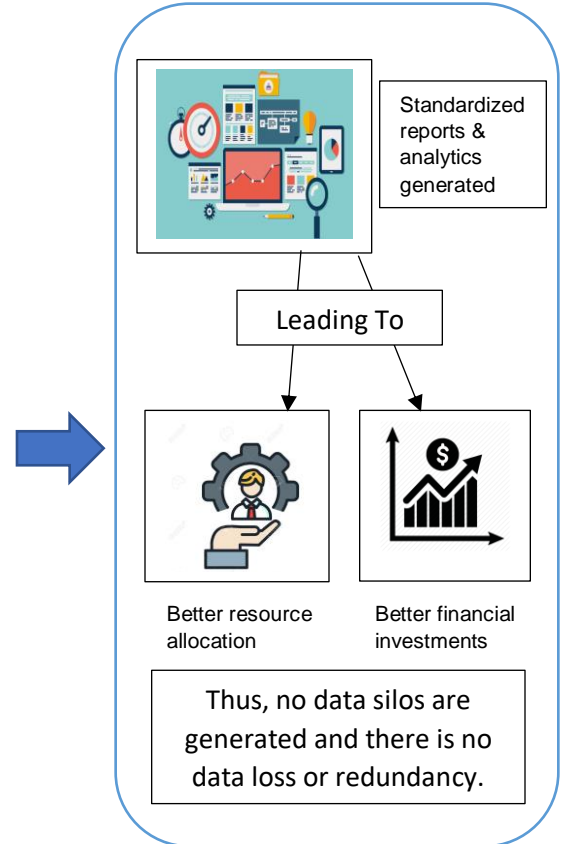 Standardized
reports &
analytics
generated
Leading To
$
Better resource
allocation
Better financial
investments
Thus, no data silos are
generated and there is no
data loss or redundancy.